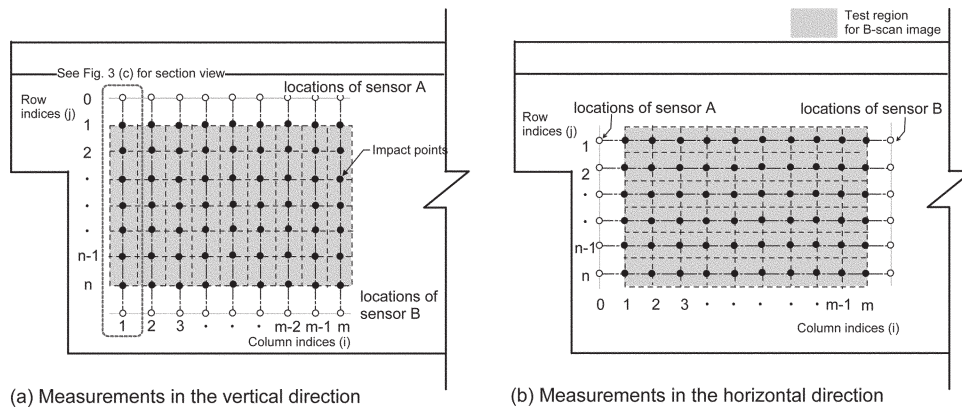 Test region
for B-scan image
See Fig. 3 (c) for section view
locations of sensor A
Row
indices (j)
0
1
2
·
·
·
n-1
n
Impact points
locations of
sensor B
1 2 3 · · · m-2 m-1 m
Column indices (i)
(a) Measurements in the vertical direction
locations of sensor A
locations of sensor B
Row
indices (j)
1
2
·
·
n-1
n
0 1 2 3 · · · · m-1 m
Column indices (i)
(b) Measurements in the horizontal direction